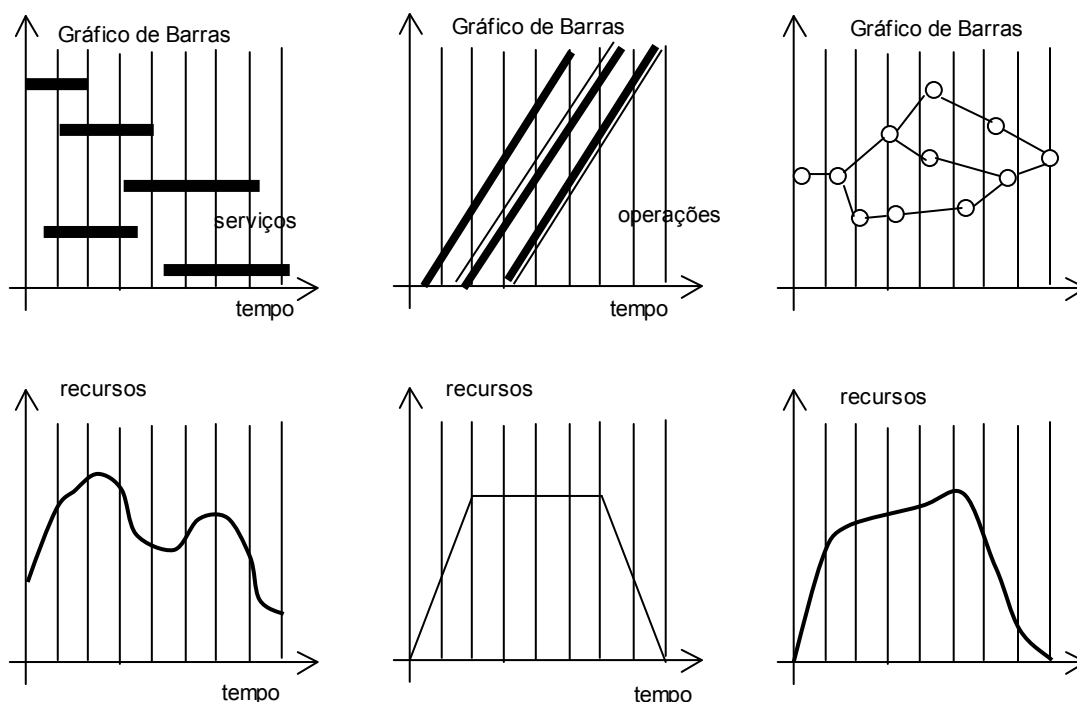 Gráfico de Barras
serviços
tempo
Gráfico de Barras
operações
tempo
Gráfico de Barras
recursos
tempo
recursos
tempo
recursos